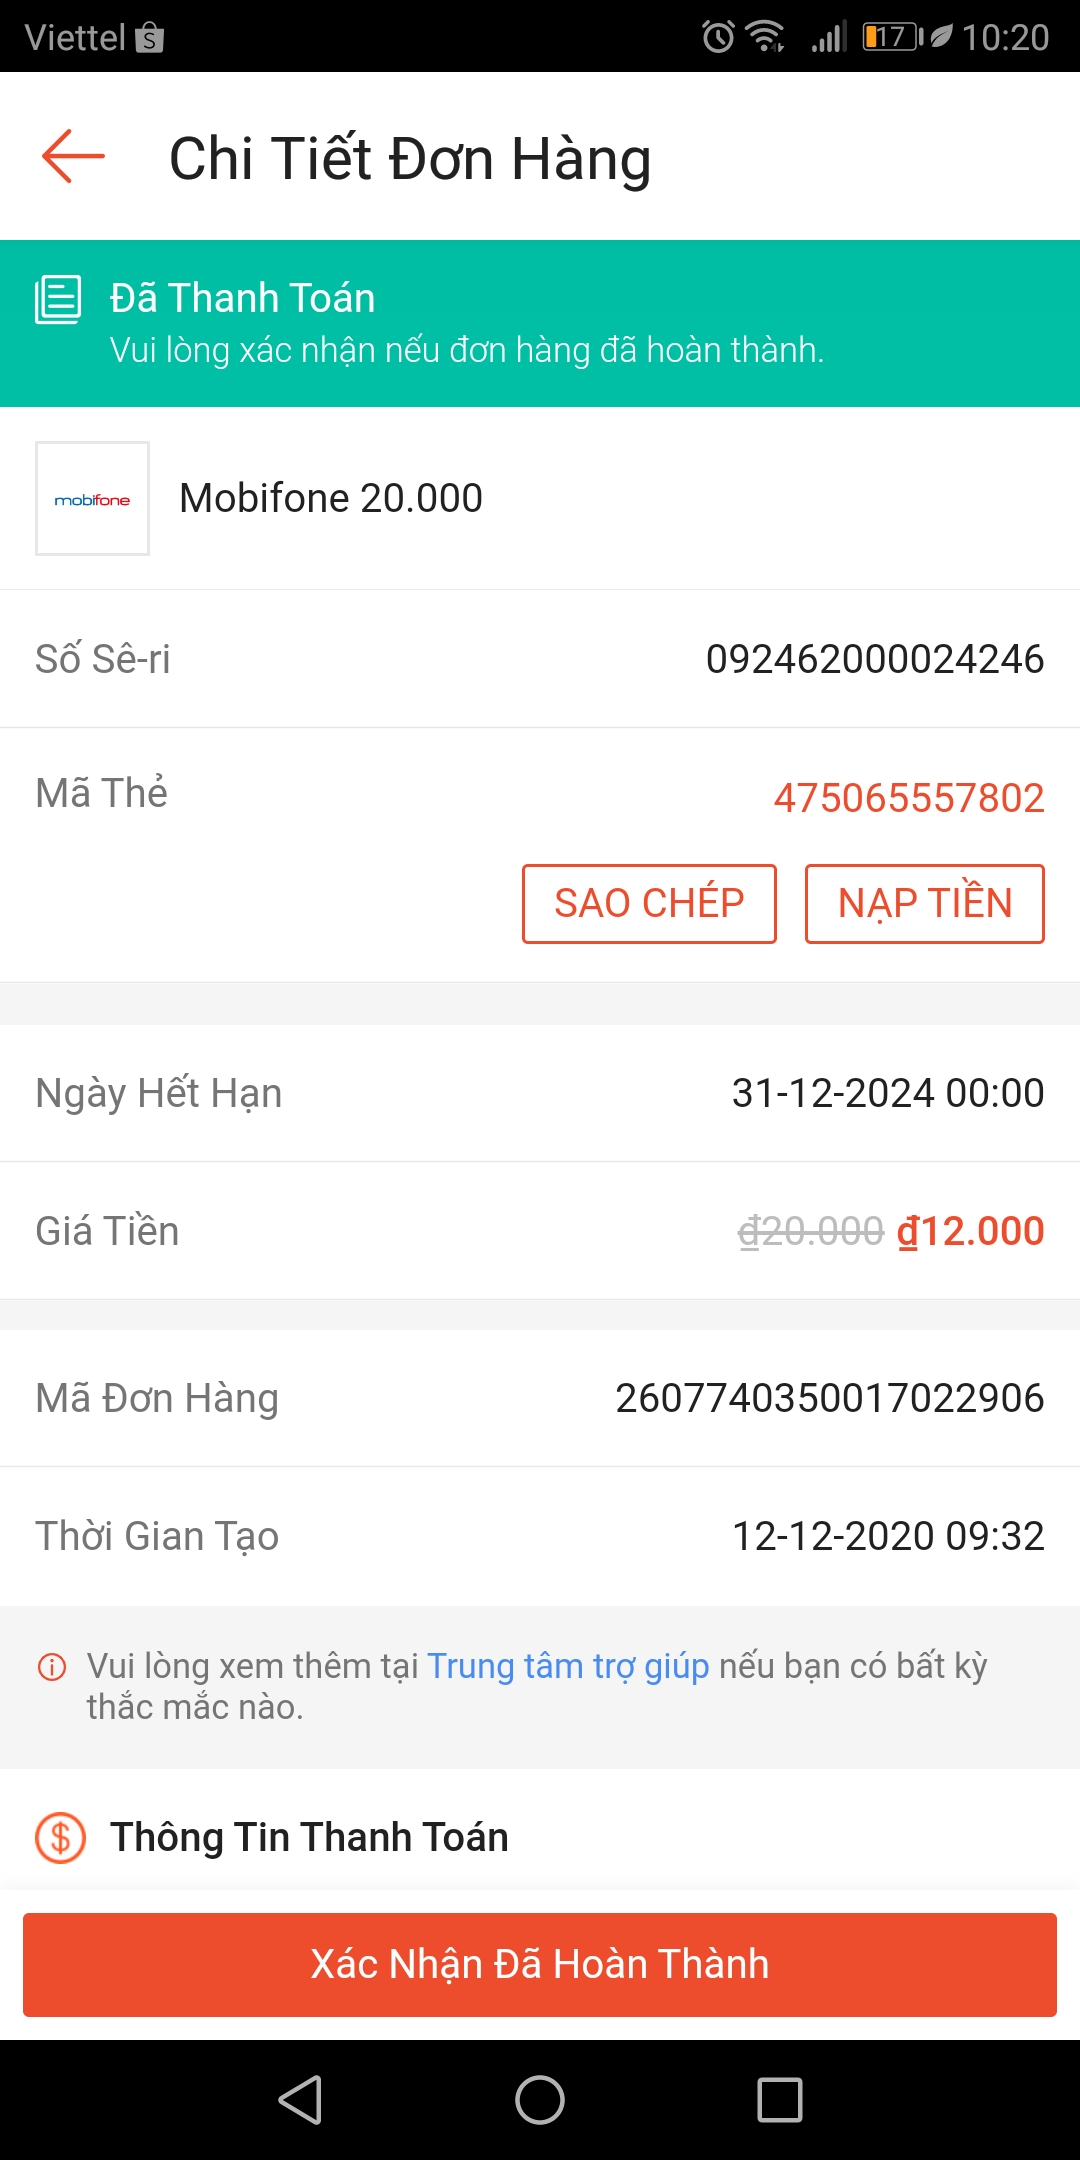 Viettel
17
10:20
Chi Tiết Đơn Hàng
Đã Thanh Toán
Vui lòng xác nhận nếu đơn hàng đã hoàn thành.
mobifone
Mobifone 20.000
Số Sê-ri
092462000024246
Mã Thẻ
475065557802
SAO CHÉP
NẠP TIỀN
Ngày Hết Hạn
31-12-2024 00:00
Giá Tiền
₫20.000 ₫12.000
Mã Đơn Hàng
2607740350017022906
Thời Gian Tạo
12-12-2020 09:32
Vui lòng xem thêm tại Trung tâm trợ giúp nếu bạn có bất kỳ
thắc mắc nào.
Thông Tin Thanh Toán
Xác Nhận Đã Hoàn Thành